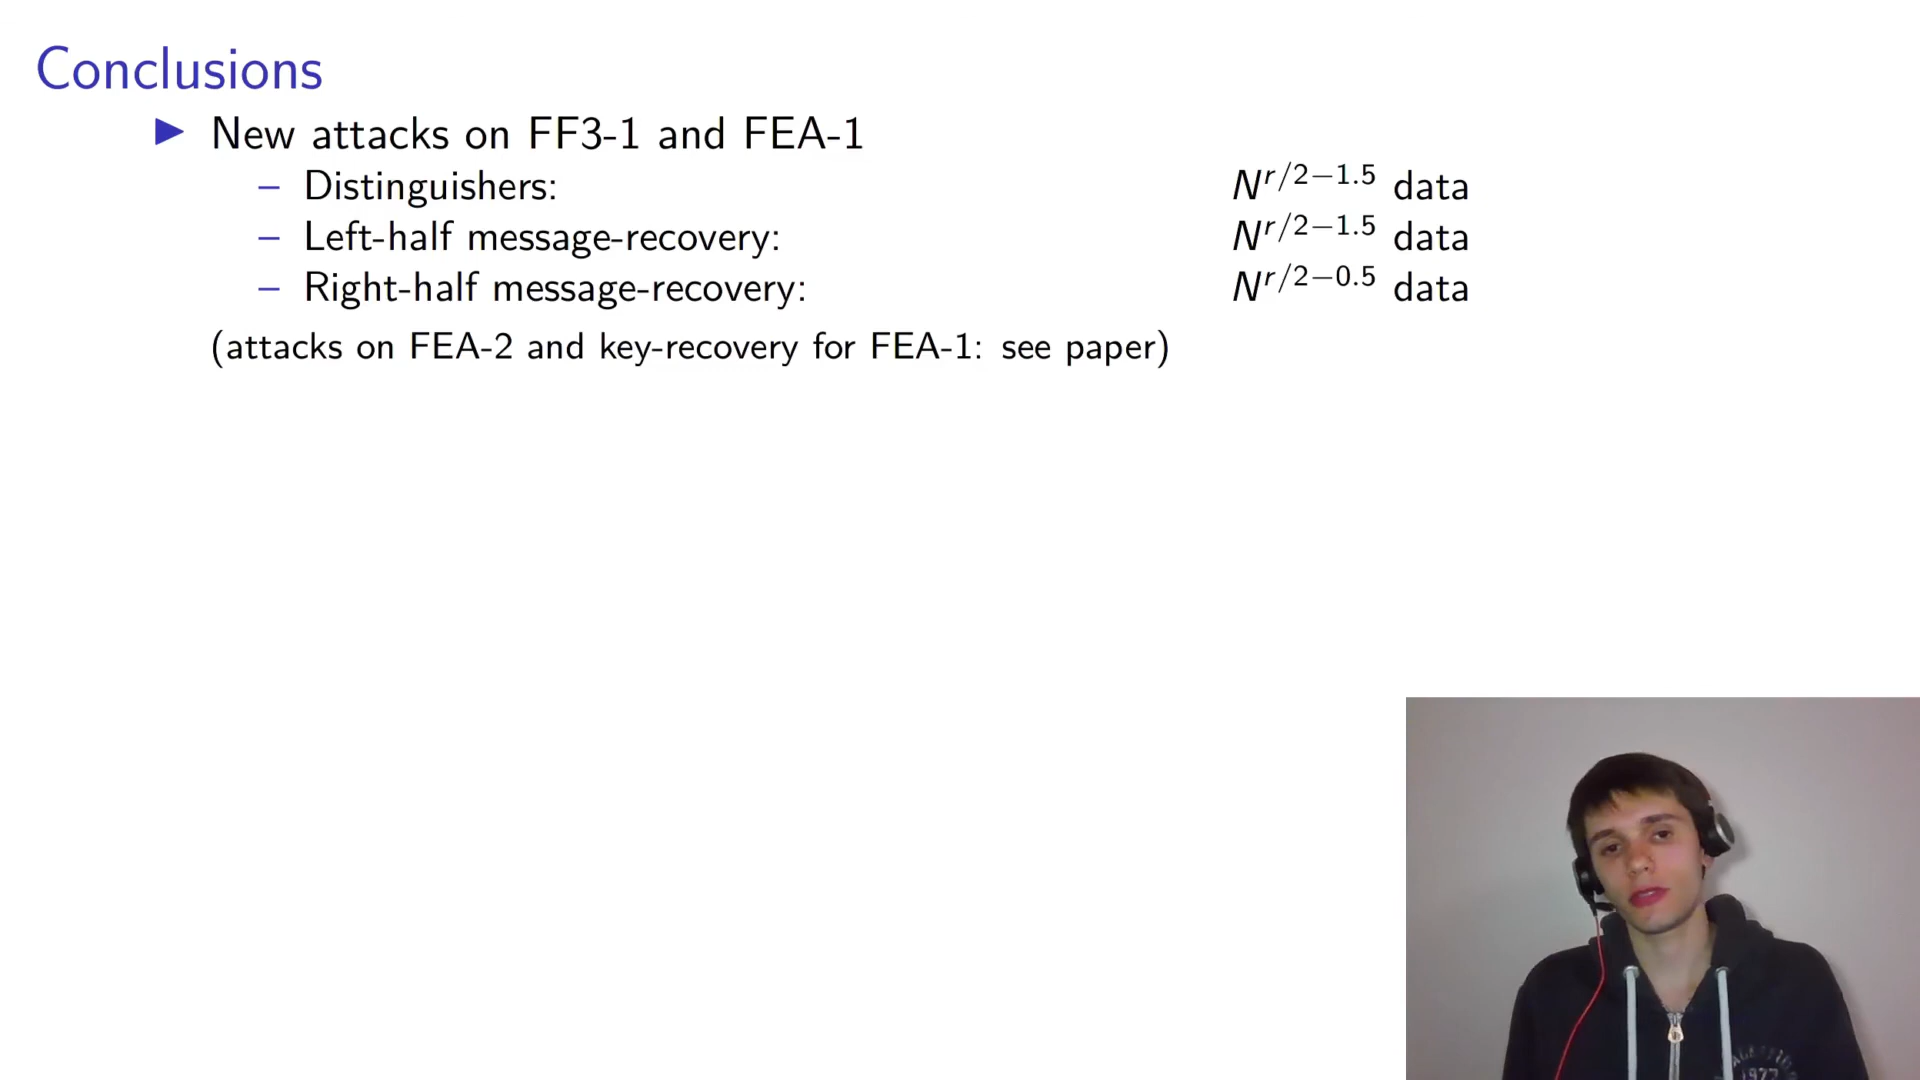 Conclusions
▶ New attacks on FF3-1 and FEA-1
– Distinguishers: N^{r/2−1.5} data
– Left-half message-recovery: N^{r/2−1.5} data
– Right-half message-recovery: N^{r/2−0.5} data
(attacks on FEA-2 and key-recovery for FEA-1: see paper)
1977